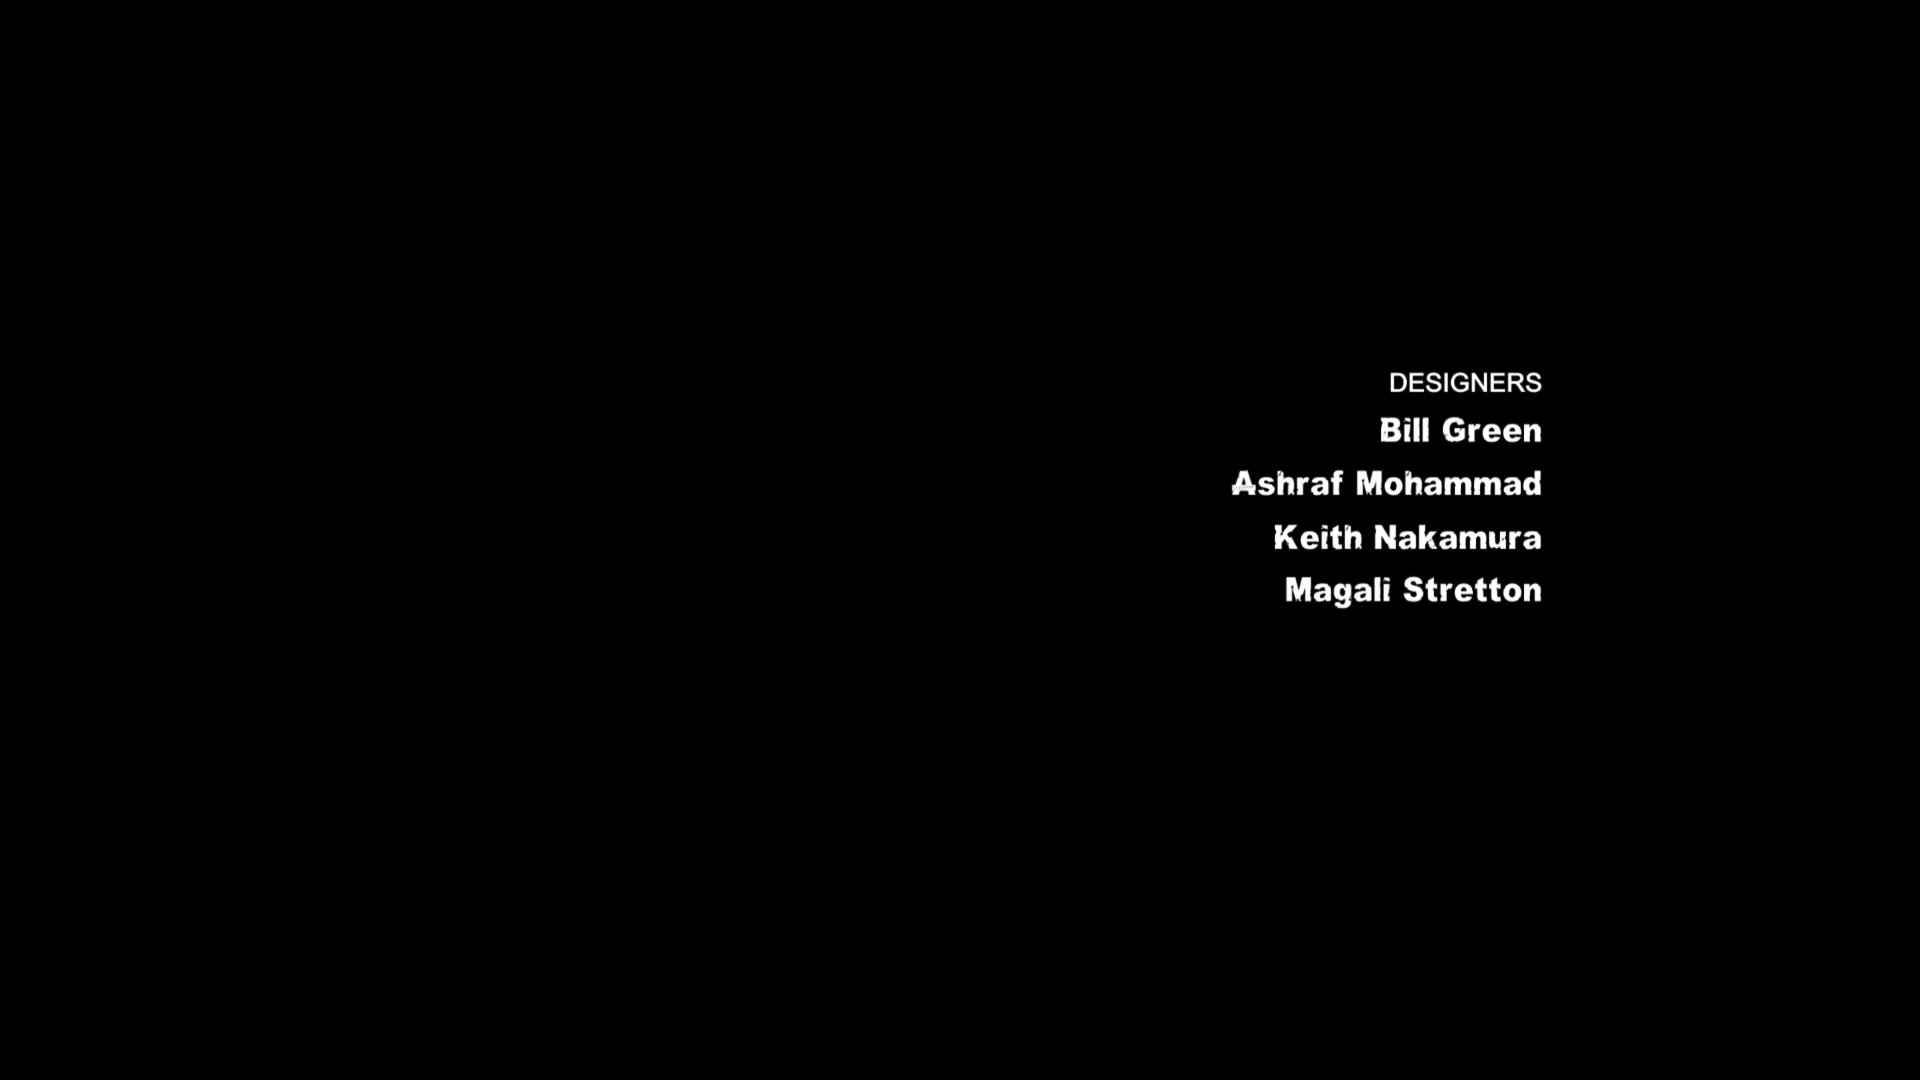 DESIGNERS
Bill Green
Ashraf Mohammad
Keith Nakamura
Magali Stretton